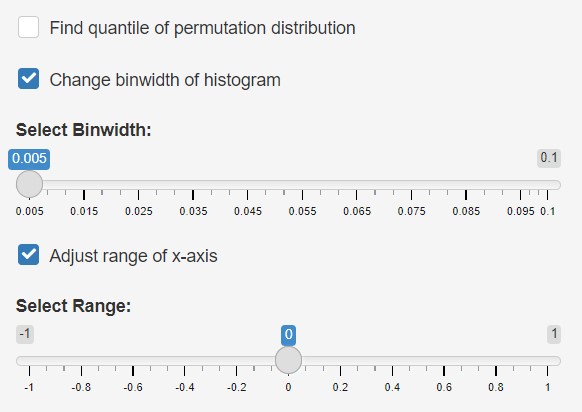 Find quantile of permutation distribution
Change binwidth of histogram
Select Binwidth:
0.005 0.1
0.005 0.015 0.025 0.035 0.045 0.055 0.065 0.075 0.085 0.095 0.1
Adjust range of x-axis
Select Range:
-1 0 1
-1 -0.8 -0.6 -0.4 -0.2 0 0.2 0.4 0.6 0.8 1